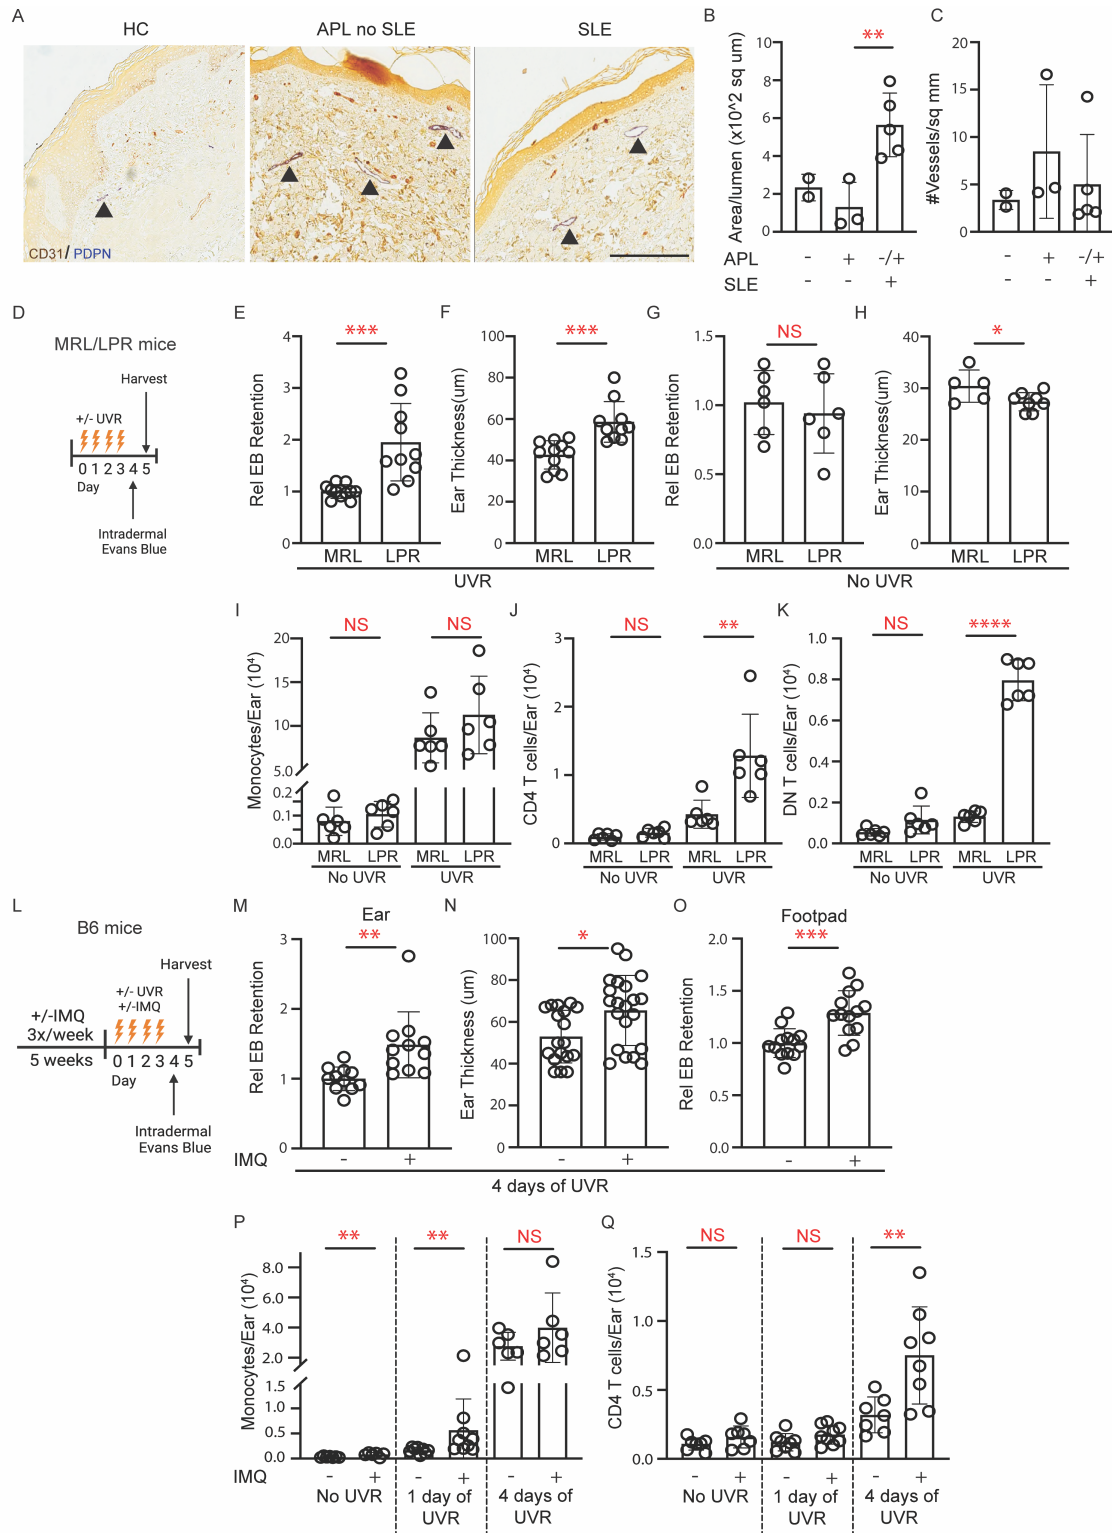 A
HC
APL no SLE
SLE
CD31/ PDPN
B
**
Area/lumen (x10^2 sq um)
10
8
6
4
2
0
APL - + -/+
SLE - - +
C
#Vessels/sq mm
20
15
10
5
0
- + -/+
- - +
D
MRL/LPR mice
Harvest
+/- UVR
0 1 2 3 4 5
Day
Intradermal
Evans Blue
E
***
Rel EB Retention
4
3
2
1
0
MRL LPR
F
***
Ear Thickness(um)
100
80
60
40
20
0
MRL LPR
UVR
G
NS
Rel EB Retention
1.5
1.0
0.5
0.0
MRL LPR
H
*
Ear Thickness(um)
40
30
20
10
0
MRL LPR
No UVR
I
NS NS
Monocytes/Ear (10⁴)
20
15
10
5.0
0.2
0.1
0.0
MRL LPR MRL LPR
No UVR UVR
J
NS **
CD4 T cells/Ear (10⁴)
3
2
1
0
MRL LPR MRL LPR
No UVR UVR
K
NS ****
DN T cells/Ear (10⁴)
1.0
0.8
0.6
0.4
0.2
0.0
MRL LPR MRL LPR
No UVR UVR
L
B6 mice
Harvest
+/- UVR
+/-IMQ
+/-IMQ
3x/week
5 weeks
0 1 2 3 4 5
Day
Intradermal
Evans Blue
M
Ear
**
Rel EB Retention
3
2
1
0
IMQ - +
N
*
Ear Thickness (um)
100
80
60
40
20
0
- +
O
Footpad
***
Rel EB Retention
2.0
1.5
1.0
0.5
0.0
- +
4 days of UVR
P
** ** NS
Monocytes/Ear (10⁴)
8.0
6.0
4.0
2.0
1.5
1.0
0.5
0.0
IMQ - + - + - +
No UVR 1 day of UVR 4 days of UVR
Q
NS NS **
CD4 T cells/Ear (10⁴)
1.5
1.0
0.5
0.0
- + - + - +
No UVR 1 day of UVR 4 days of UVR